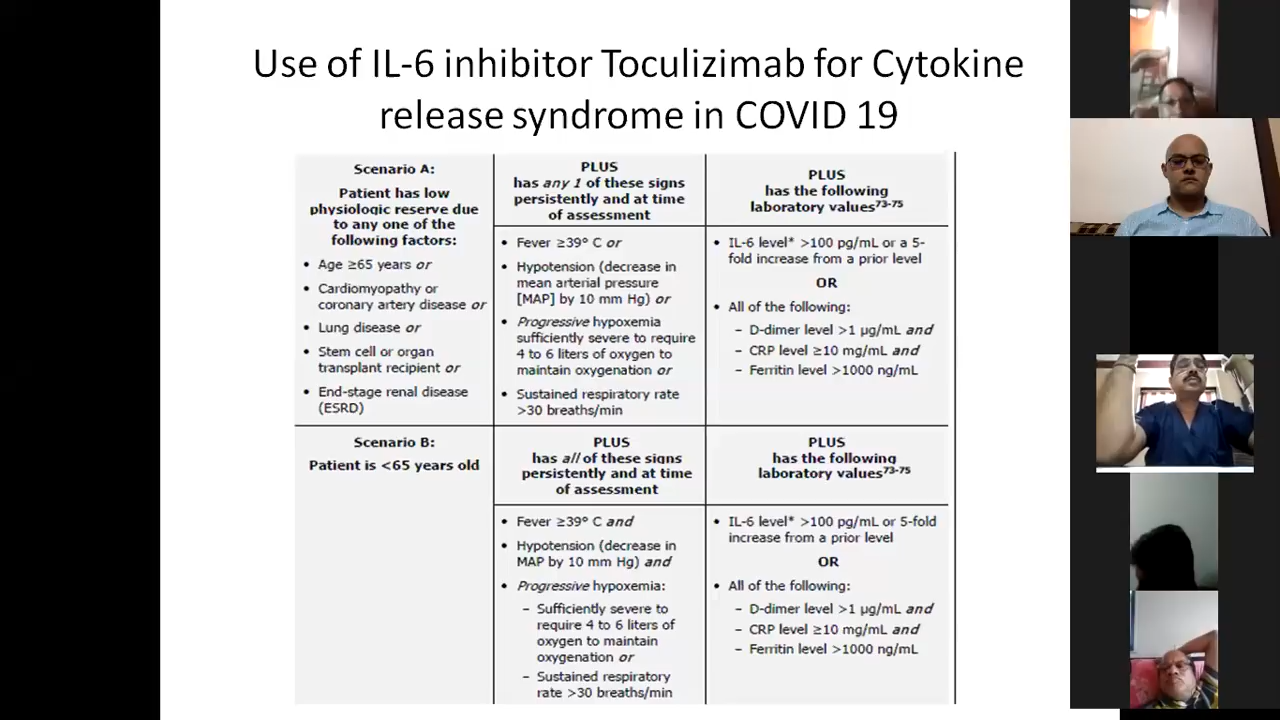 Use of IL-6 inhibitor Toculizimab for Cytokine
release syndrome in COVID 19
Scenario A:
Patient has low
physiologic reserve due
to any one of the
following factors:
• Age ≥65 years or
• Cardiomyopathy or
coronary artery disease or
• Lung disease or
• Stem cell or organ
transplant recipient or
• End-stage renal disease
(ESRD)
PLUS
has any 1 of these signs
persistently and at time
of assessment
• Fever ≥39° C or
• Hypotension (decrease in
mean arterial pressure
[MAP] by 10 mm Hg) or
• Progressive hypoxemia
sufficiently severe to require
4 to 6 liters of oxygen to
maintain oxygenation or
• Sustained respiratory rate
>30 breaths/min
PLUS
has the following
laboratory values73-75
• IL-6 level* >100 pg/mL or a 5-
fold increase from a prior level
OR
• All of the following:
– D-dimer level >1 µg/mL and
– CRP level ≥10 mg/mL and
– Ferritin level >1000 ng/mL
Scenario B:
Patient is <65 years old
PLUS
has all of these signs
persistently and at time
of assessment
• Fever ≥39° C and
• Hypotension (decrease in
MAP by 10 mm Hg) and
• Progressive hypoxemia:
– Sufficiently severe to
require 4 to 6 liters of
oxygen to maintain
oxygenation or
– Sustained respiratory
rate >30 breaths/min
PLUS
has the following
laboratory values73-75
• IL-6 level* >100 pg/mL or 5-fold
increase from a prior level
OR
• All of the following:
– D-dimer level >1 µg/mL and
– CRP level ≥10 mg/mL and
– Ferritin level >1000 ng/mL